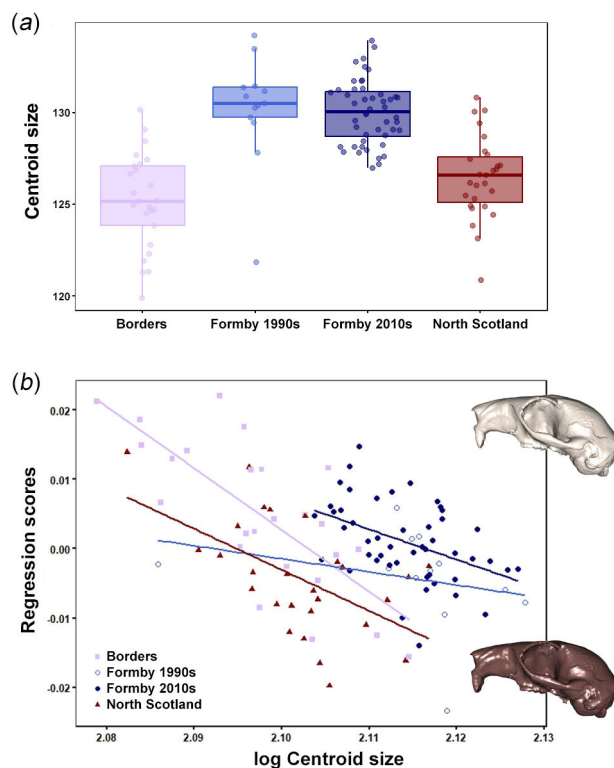 (a)
Centroid size
130
125
120
Borders
Formby 1990s
Formby 2010s
North Scotland
(b)
Regression scores
0.02
0.01
0.00
-0.01
-0.02
Borders
Formby 1990s
Formby 2010s
North Scotland
2.08
2.09
2.10
2.11
2.12
2.13
log Centroid size